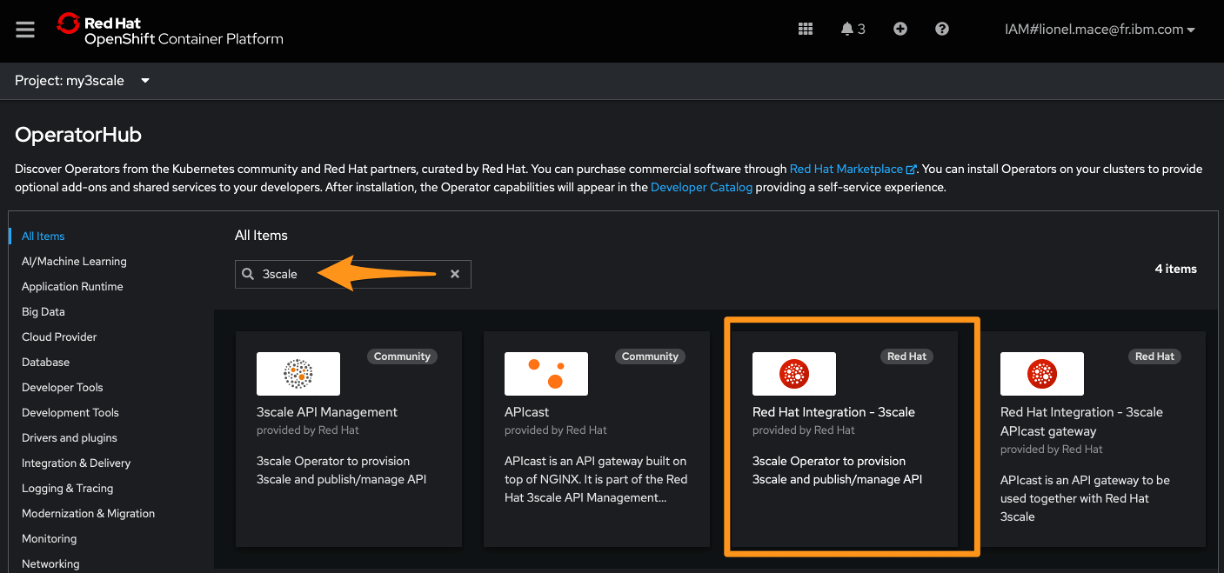 Red Hat
OpenShift Container Platform
3
IAM#lionel.mace@fr.ibm.com
Project: my3scale
OperatorHub
Discover Operators from the Kubernetes community and Red Hat partners, curated by Red Hat. You can purchase commercial software through Red Hat Marketplace. You can install Operators on your clusters to provide
optional add-ons and shared services to your developers. After installation, the Operator capabilities will appear in the Developer Catalog providing a self-service experience.
All Items
AI/Machine Learning
Application Runtime
Big Data
Cloud Provider
Database
Developer Tools
Development Tools
Drivers and plugins
Integration & Delivery
Logging & Tracing
Modernization & Migration
Monitoring
Networking
All Items
3scale
4 items
Community
3scale API Management
provided by Red Hat
3scale Operator to provision
3scale and publish/manage API
Community
APIcast
provided by Red Hat
APIcast is an API gateway built on
top of NGINX. It is part of the Red
Hat 3scale API Management...
Red Hat
Red Hat Integration - 3scale
provided by Red Hat
3scale Operator to provision
3scale and publish/manage API
Red Hat
Red Hat Integration - 3scale
APIcast gateway
provided by Red Hat
APIcast is an API gateway to be
used together with Red Hat
3scale